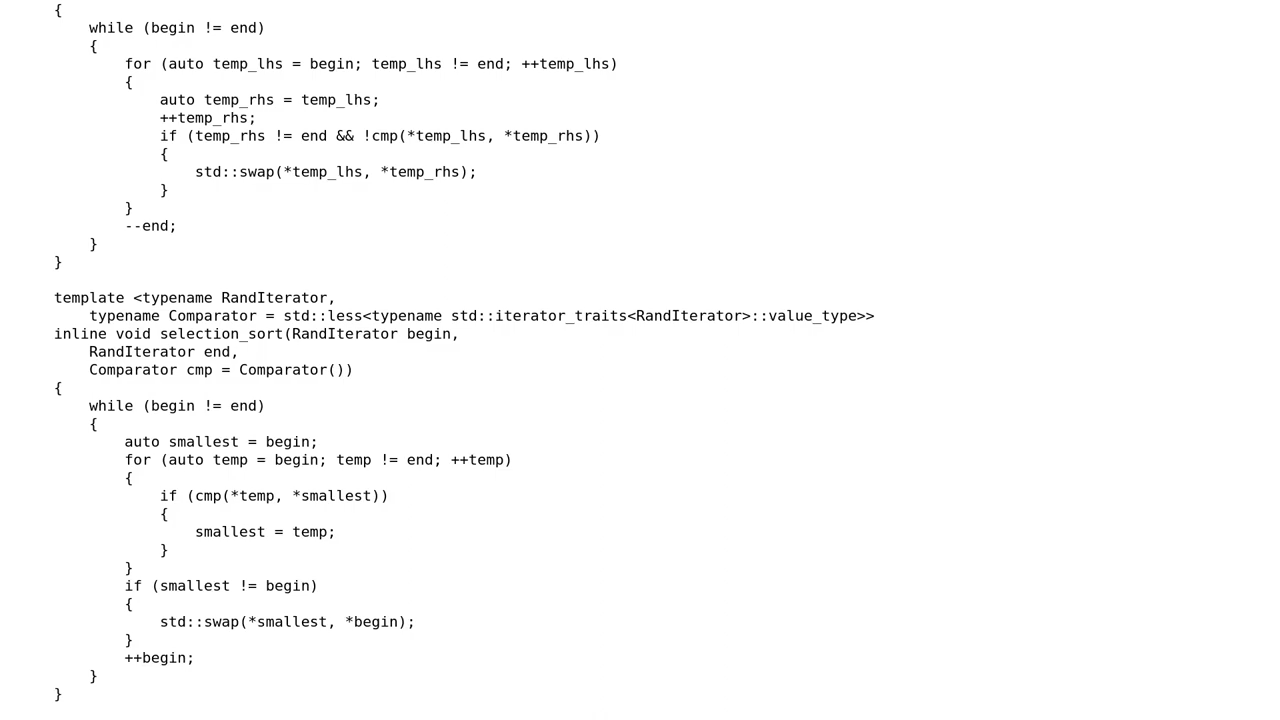 {
    while (begin != end)
    {
        for (auto temp_lhs = begin; temp_lhs != end; ++temp_lhs)
        {
            auto temp_rhs = temp_lhs;
            ++temp_rhs;
            if (temp_rhs != end && !cmp(*temp_lhs, *temp_rhs))
            {
                std::swap(*temp_lhs, *temp_rhs);
            }
        }
        --end;
    }
}

template <typename RandIterator,
    typename Comparator = std::less<typename std::iterator_traits<RandIterator>::value_type>>
inline void selection_sort(RandIterator begin,
    RandIterator end,
    Comparator cmp = Comparator())
{
    while (begin != end)
    {
        auto smallest = begin;
        for (auto temp = begin; temp != end; ++temp)
        {
            if (cmp(*temp, *smallest))
            {
                smallest = temp;
            }
        }
        if (smallest != begin)
        {
            std::swap(*smallest, *begin);
        }
        ++begin;
    }
}